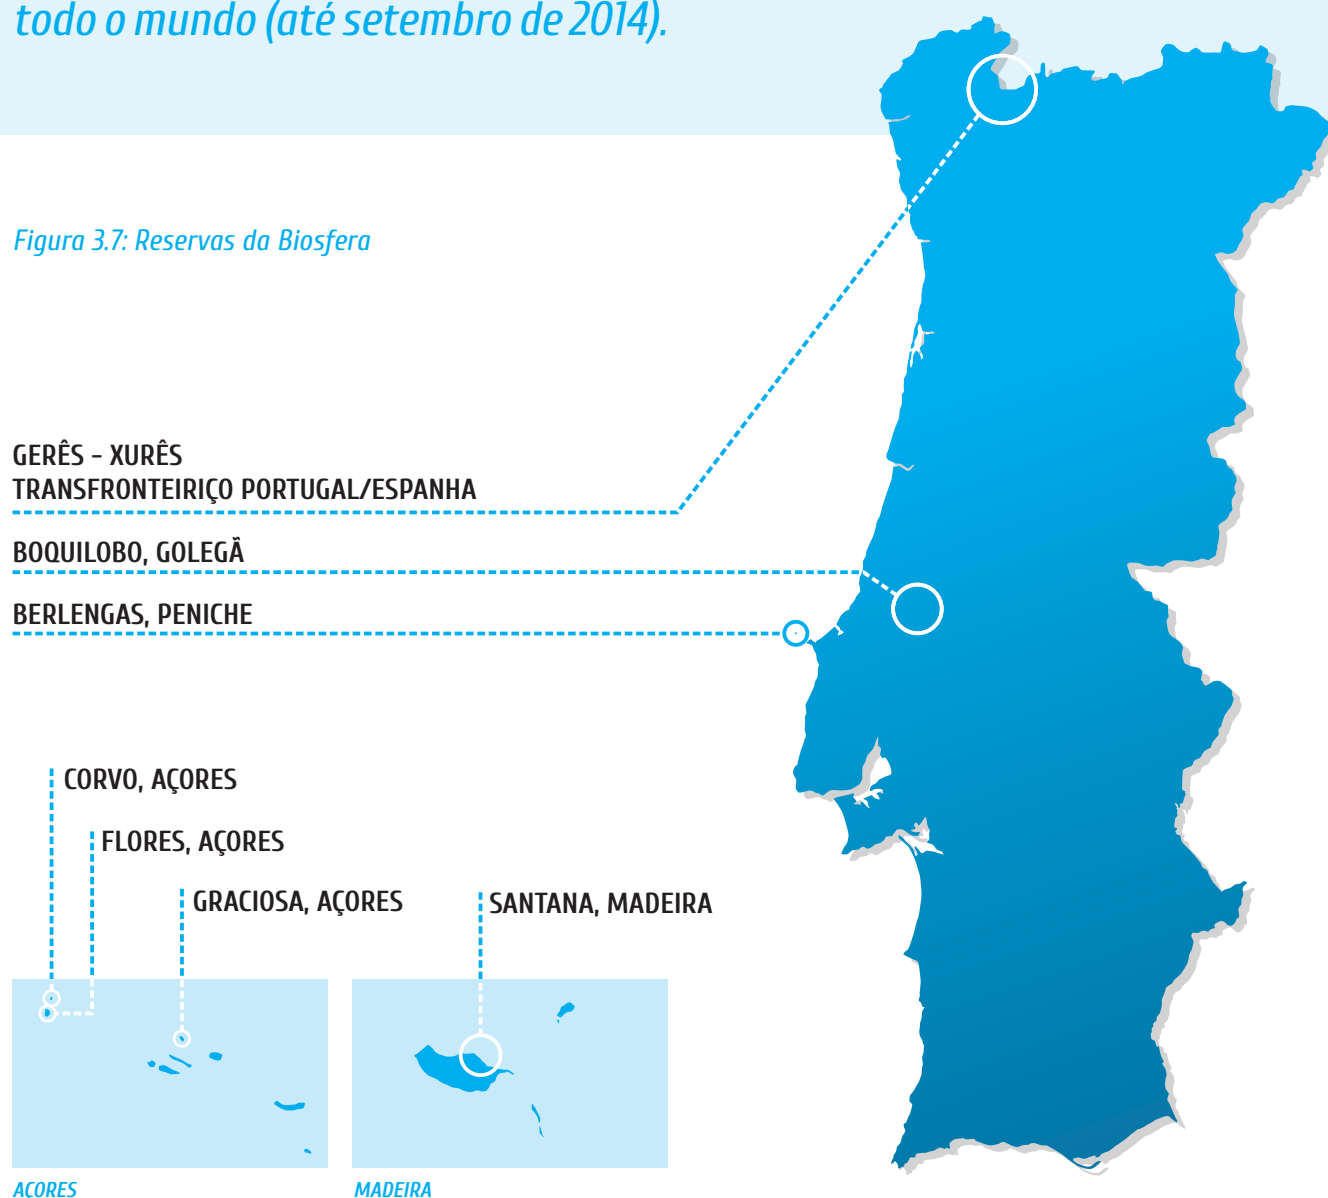 todo o mundo (até setembro de 2014).
Figura 3.7: Reservas da Biosfera
GERÊS - XURÊS
TRANSFRONTEIRIÇO PORTUGAL/ESPANHA
BOQUILOBO, GOLEGÃ
BERLENGAS, PENICHE
CORVO, AÇORES
FLORES, AÇORES
GRACIOSA, AÇORES
SANTANA, MADEIRA
AÇORES
MADEIRA